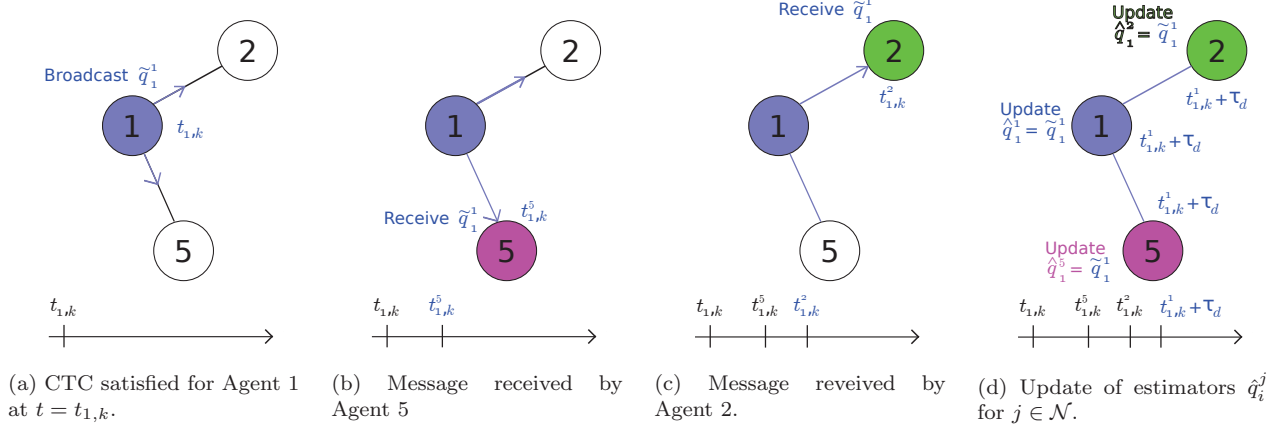 2
Broadcast q̃₁¹
1
t₁,ₖ
5
t₁,ₖ
(a) CTC satisfied for Agent 1
at t = t₁,ₖ.
2
1
Receive q̃₁¹
t⁵₁,ₖ
5
t₁,ₖ t⁵₁,ₖ
(b) Message received by
Agent 5
Receive q̃₁¹
2
t²₁,ₖ
1
5
t₁,ₖ t⁵₁,ₖ t²₁,ₖ
(c) Message reveived by
Agent 2.
Update
q̂₁² = q̃₁¹
2
t¹₁,ₖ + τ_d
Update
q̂₁¹ = q̃₁¹
1
t¹₁,ₖ + τ_d
t¹₁,ₖ + τ_d
Update
q̂₁⁵ = q̃₁¹
5
t₁,ₖ t⁵₁,ₖ t²₁,ₖ t¹₁,ₖ + τ_d
(d) Update of estimators q̂ᵢʲ
for j ∈ 𝒩.